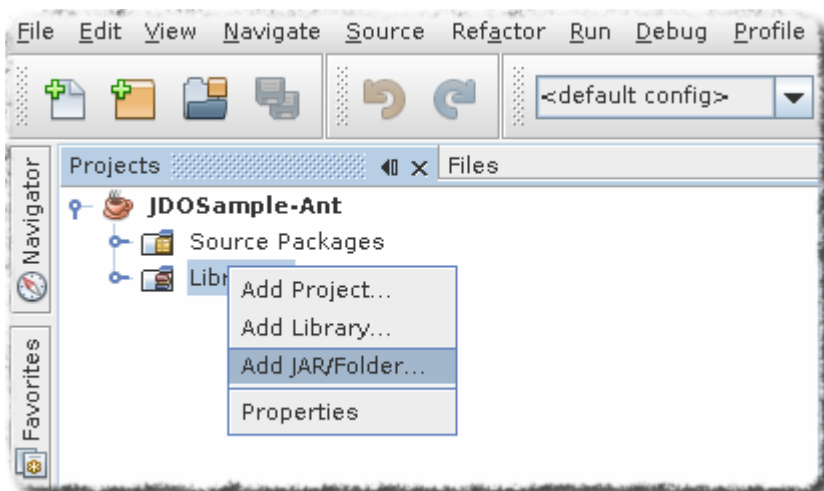 File Edit View Navigate Source Refactor Run Debug Profile
<default config>
Projects Files
Navigator
JDOSample-Ant
Source Packages
Libr
Add Project...
Add Library...
Add JAR/Folder...
Properties
Favorites